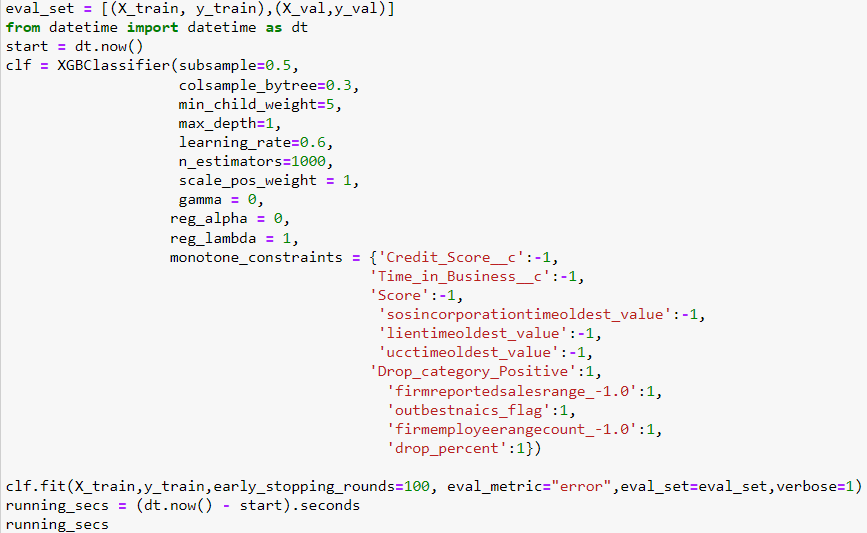 eval_set = [(X_train, y_train),(X_val,y_val)]
from datetime import datetime as dt
start = dt.now()
clf = XGBClassifier(subsample=0.5,
colsample_bytree=0.3,
min_child_weight=5,
max_depth=1,
learning_rate=0.6,
n_estimators=1000,
scale_pos_weight = 1,
gamma = 0,
reg_alpha = 0,
reg_lambda = 1,
monotone_constraints = {'Credit_Score__c':-1,
'Time_in_Business__c':-1,
'Score':-1,
'sosincorporationtimeoldest_value':-1,
'lientimeoldest_value':-1,
'ucctimeoldest_value':-1,
'Drop_category_Positive':1,
'firmreportedsalesrange_-1.0':1,
'outbestnaics_flag':1,
'firmemployeerangecount_-1.0':1,
'drop_percent':1})
clf.fit(X_train,y_train,early_stopping_rounds=100, eval_metric="error",eval_set=eval_set,verbose=1)
running_secs = (dt.now() - start).seconds
running_secs